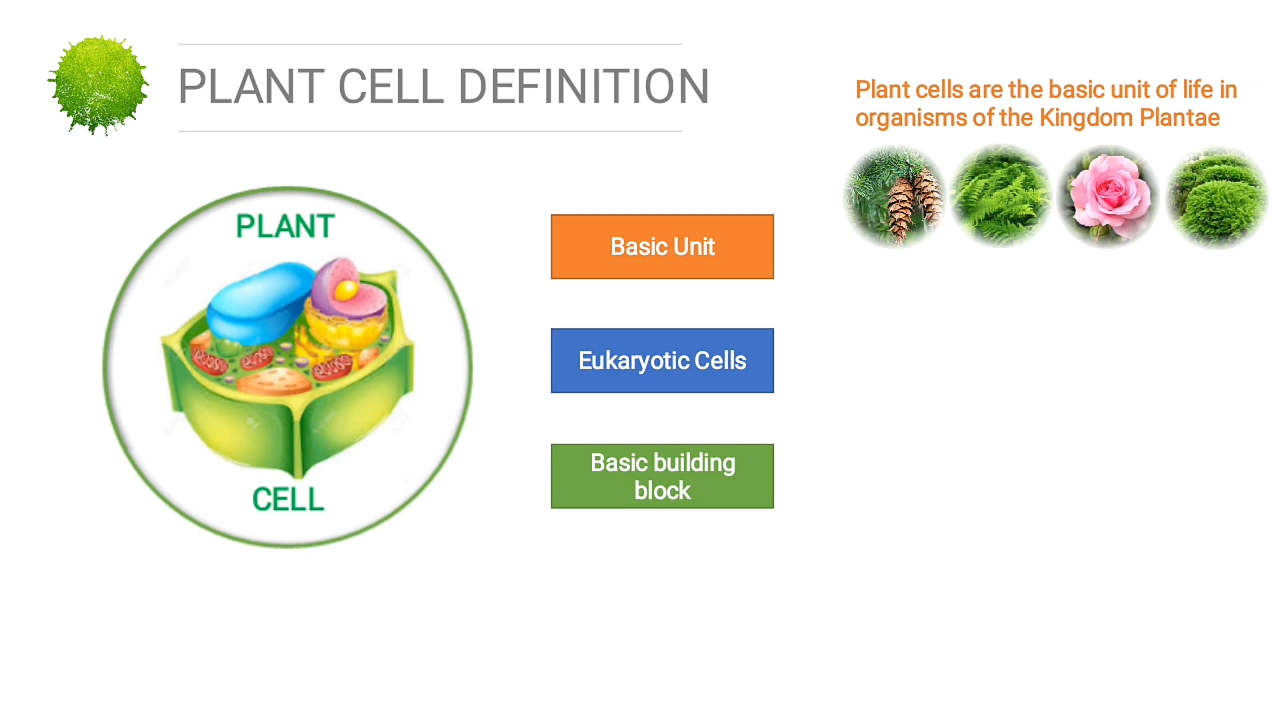 PLANT CELL DEFINITION
Plant cells are the basic unit of life in
organisms of the Kingdom Plantae
PLANT
CELL
Basic Unit
Eukaryotic Cells
Basic building
block